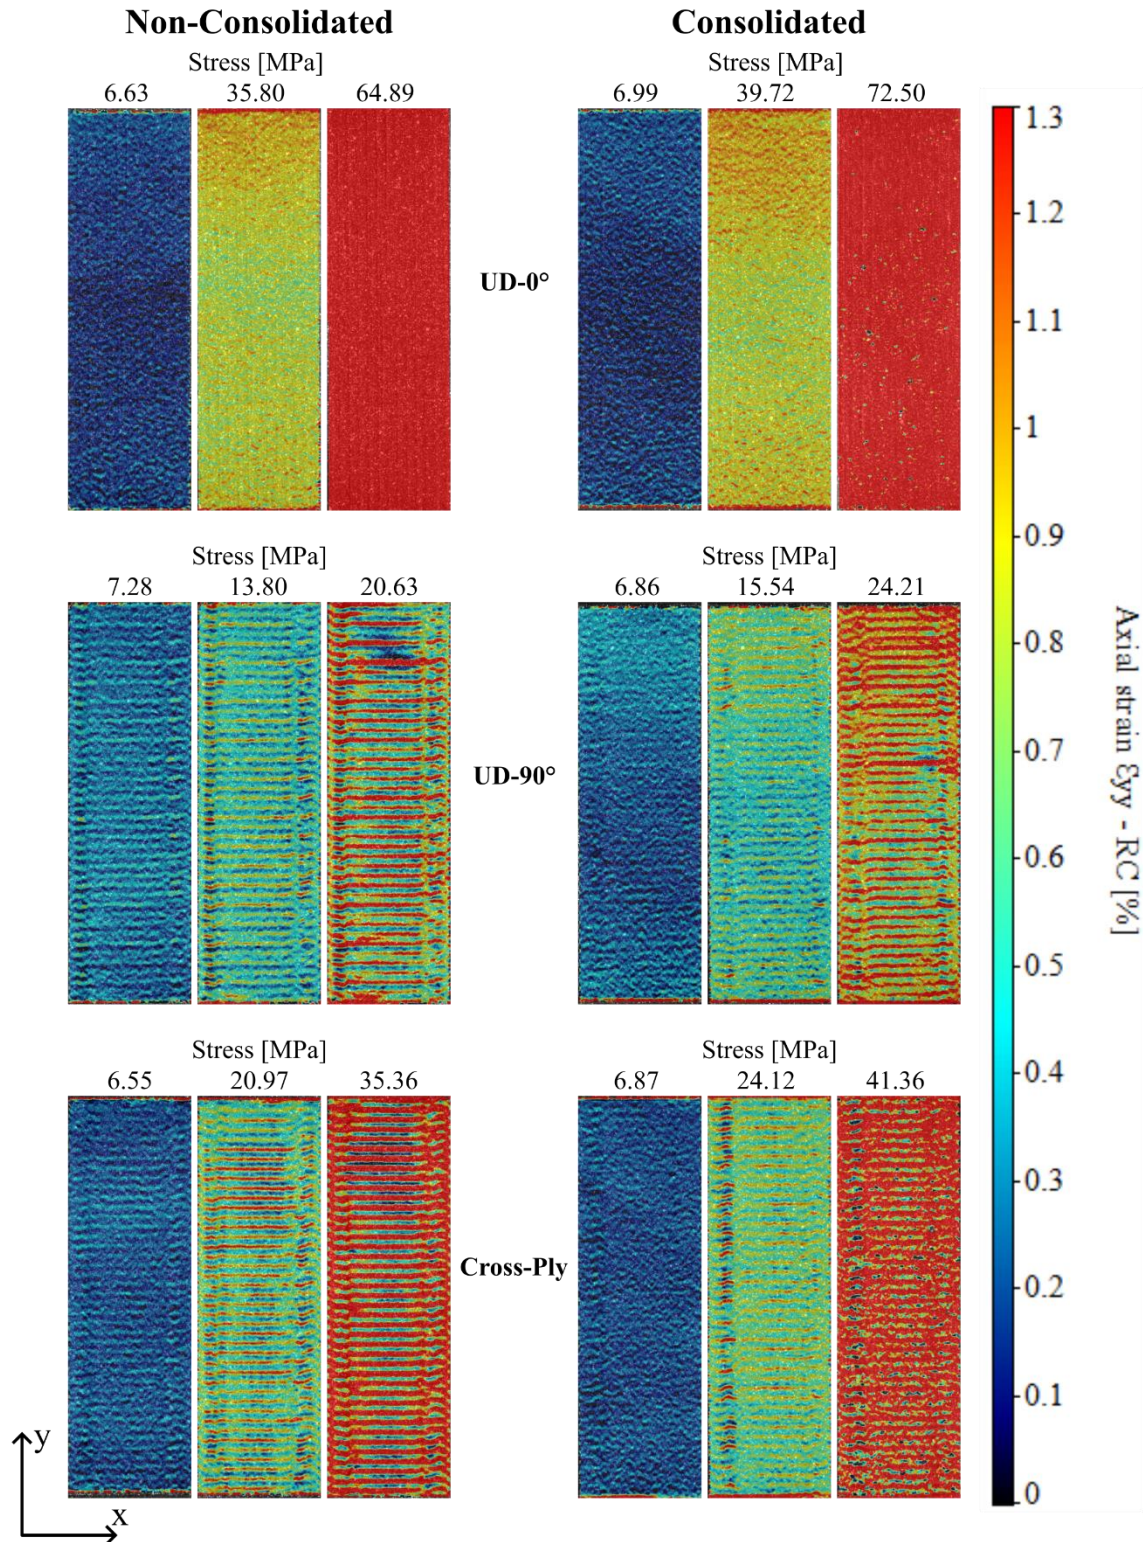 Non-Consolidated
Consolidated
Stress [MPa]
Stress [MPa]
6.63 35.80 64.89
6.99 39.72 72.50
UD-0°
Stress [MPa]
Stress [MPa]
7.28 13.80 20.63
6.86 15.54 24.21
UD-90°
Stress [MPa]
Stress [MPa]
6.55 20.97 35.36
6.87 24.12 41.36
Cross-Ply
y
x
1.3
1.2
1.1
1
0.9
0.8
0.7
0.6
0.5
0.4
0.3
0.2
0.1
0
Axial strain Ɛyy - RC [%]